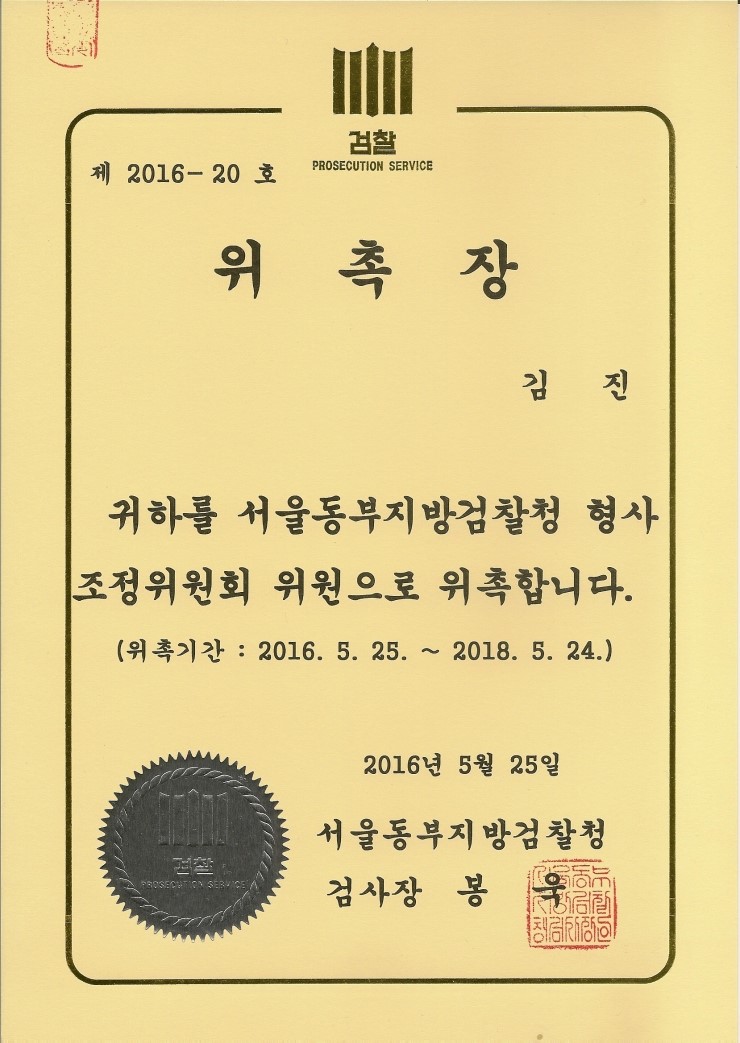 검찰
PROSECUTION SERVICE
제 2016-20 호
위 촉 장
김 진
귀하를 서울동부지방검찰청 형사
조정위원회 위원으로 위촉합니다.
(위촉기간 : 2016. 5. 25. ~ 2018. 5. 24.)
2016년 5월 25일
서울동부지방검찰청
검사장 봉 욱
검찰
PROSECUTION SERVICE